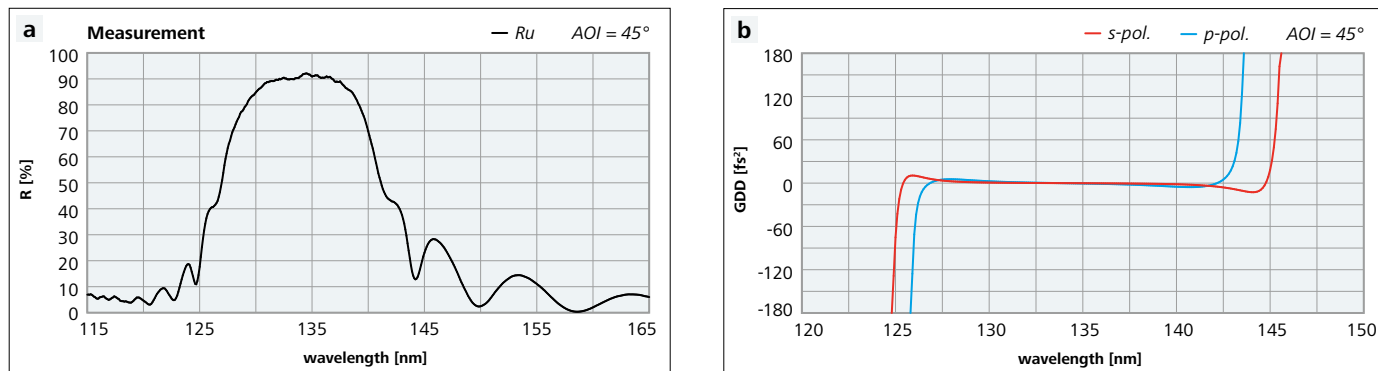 a
Measurement
Ru
AOI = 45°
100
90
80
70
60
50
40
30
20
10
0
R [%]
115
125
135
145
155
165
wavelength [nm]
b
s-pol.
p-pol.
AOI = 45°
180
120
60
0
-60
-120
-180
GDD [fs²]
120
125
130
135
140
145
150
wavelength [nm]